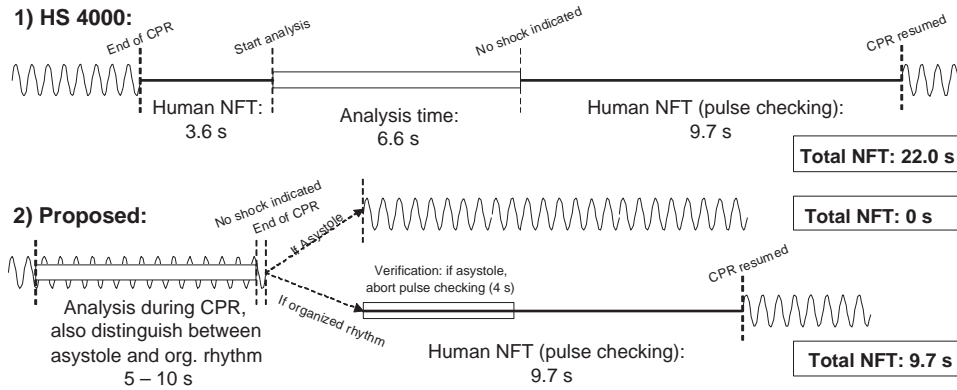 1) HS 4000:
End of CPR
Start analysis
No shock indicated
CPR resumed
Human NFT:
3.6 s
Analysis time:
6.6 s
Human NFT (pulse checking):
9.7 s
Total NFT: 22.0 s
2) Proposed:
No shock indicated
End of CPR
If Asystole
Total NFT: 0 s
If organized rhythm
Verification: if asystole,
abort pulse checking (4 s)
CPR resumed
Analysis during CPR,
also distinguish between
asystole and org. rhythm
5 – 10 s
Human NFT (pulse checking):
9.7 s
Total NFT: 9.7 s